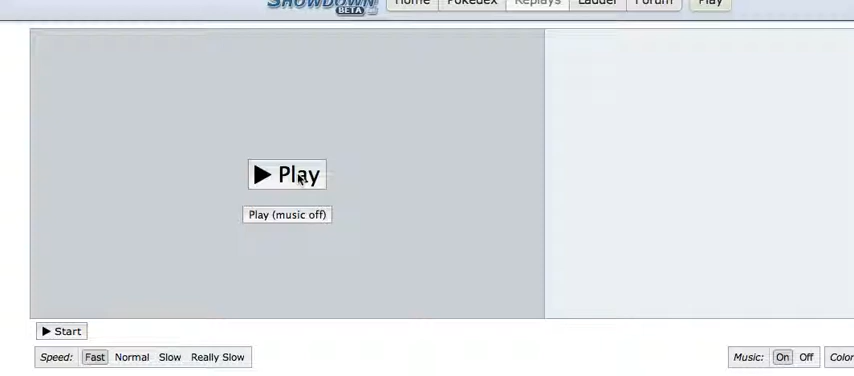 SHOWDOWN
BETA
Home Pokédex Replays Ladder Forum Play
Play
Play (music off)
Start
Speed: Fast Normal Slow Really Slow
Music: On Off Color